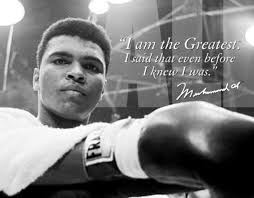 “I am the Greatest.
I said that even before
I knew I was.”